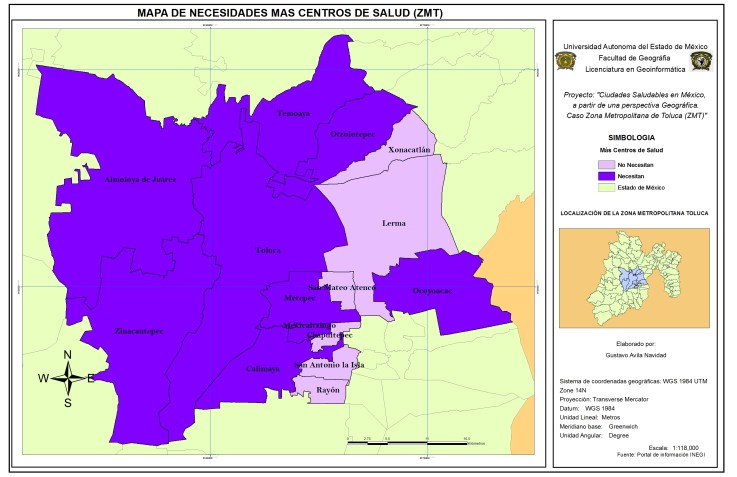 MAPA DE NECESIDADES MAS CENTROS DE SALUD (ZMT)
Temoaya
Otzolotepec
Xonacatlán
Almoloya de Juárez
Lerma
Toluca
San Mateo Atenco
Ocoyoacac
Metepec
Zinacantepec
Chapultepec
Calimaya
San Antonio la Isla
Rayón
N
W E
S
Universidad Autonoma del Estado de México
Facultad de Geográfia
Licenciatura en Geoinformática
Proyecto: "Ciudades Saludables en México,
a partir de una perspectiva Geográfica.
Caso Zona Metropolitana de Toluca (ZMT)"
SIMBOLOGIA
Más Centros de Salud
No Necesitan
Necesitan
Estado de México
LOCALIZACIÓN DE LA ZONA METROPOLITANA TOLUCA
Elaborado por:
Gustavo Avila Navidad
Sistema de coordenadas geográficas: WGS 1984 UTM
Zone 14N
Proyección: Transverse Mercator
Datum: WGS 1984
Unidad Lineal: Metros
Meridiano base: Greenwich
Unidad Angular: Degree
Escala: 1:118,000
Fuente: Portal de información INEGI